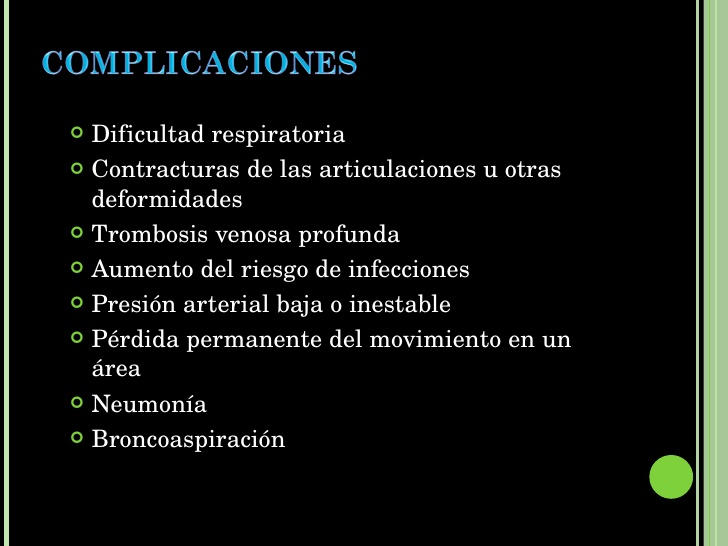 COMPLICACIONES
Dificultad respiratoria
Contracturas de las articulaciones u otras
deformidades
Trombosis venosa profunda
Aumento del riesgo de infecciones
Presión arterial baja o inestable
Pérdida permanente del movimiento en un
área
Neumonía
Broncoaspiración